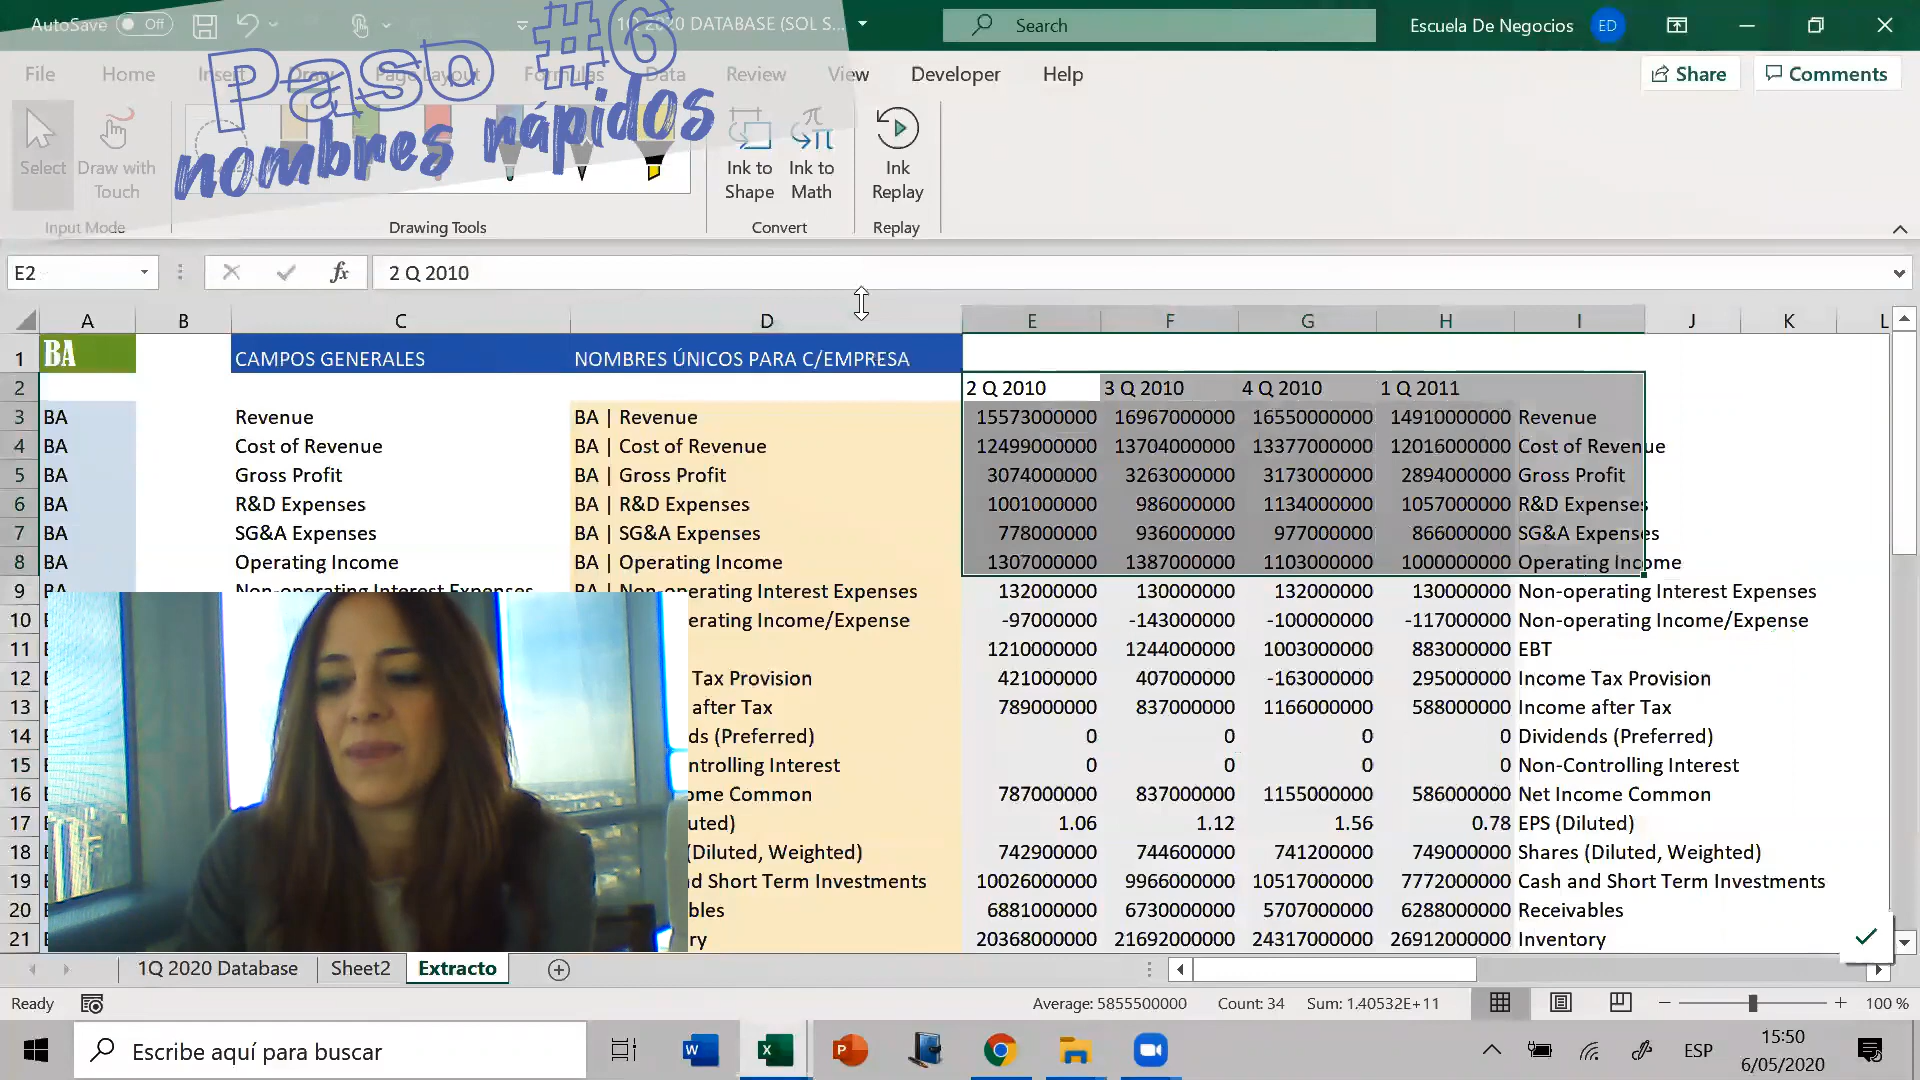 AutoSave Off 1Q 2020 DATABASE (SOL S... Search Escuela De Negocios ED
Paso #6
nombres rápidos
File Home Insert Draw Page Layout Formulas Data Review View Developer Help Share Comments
Select Draw with Touch Ink to Shape Ink to Math Ink Replay
Input Mode Drawing Tools Convert Replay
E2 fx 2 Q 2010
A B C D E F G H I J K L
1 BA CAMPOS GENERALES NOMBRES ÚNICOS PARA C/EMPRESA
2 2 Q 2010 3 Q 2010 4 Q 2010 1 Q 2011
3 BA Revenue BA | Revenue 15573000000 16967000000 16550000000 14910000000 Revenue
4 BA Cost of Revenue BA | Cost of Revenue 12499000000 13704000000 13377000000 12016000000 Cost of Revenue
5 BA Gross Profit BA | Gross Profit 3074000000 3263000000 3173000000 2894000000 Gross Profit
6 BA R&D Expenses BA | R&D Expenses 1001000000 986000000 1134000000 1057000000 R&D Expenses
7 BA SG&A Expenses BA | SG&A Expenses 778000000 936000000 977000000 866000000 SG&A Expenses
8 BA Operating Income BA | Operating Income 1307000000 1387000000 1103000000 1000000000 Operating Income
9 BA Non-operating Interest Expenses BA | Non-operating Interest Expenses 132000000 130000000 132000000 130000000 Non-operating Interest Expenses
10 erating Income/Expense -97000000 -143000000 -100000000 -117000000 Non-operating Income/Expense
11 1210000000 1244000000 1003000000 883000000 EBT
12 Tax Provision 421000000 407000000 -163000000 295000000 Income Tax Provision
13 after Tax 789000000 837000000 1166000000 588000000 Income after Tax
14 ds (Preferred) 0 0 0 0 Dividends (Preferred)
15 ntrolling Interest 0 0 0 0 Non-Controlling Interest
16 ome Common 787000000 837000000 1155000000 586000000 Net Income Common
17 uted) 1.06 1.12 1.56 0.78 EPS (Diluted)
18 (Diluted, Weighted) 742900000 744600000 741200000 749000000 Shares (Diluted, Weighted)
19 d Short Term Investments 10026000000 9966000000 10517000000 7772000000 Cash and Short Term Investments
20 bles 6881000000 6730000000 5707000000 6288000000 Receivables
21 ry 20368000000 21692000000 24317000000 26912000000 Inventory
1Q 2020 Database Sheet2 Extracto
Ready Average: 5855500000 Count: 34 Sum: 1.40532E+11 100 %
Escribe aquí para buscar ESP 15:50
6/05/2020